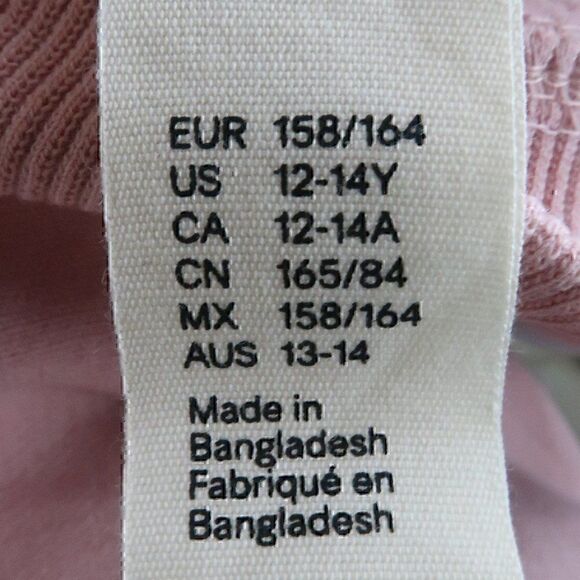 EUR 158/164
US 12-14Y
CA 12-14A
CN 165/84
MX 158/164
AUS 13-14
Made in
Bangladesh
Fabriqué en
Bangladesh